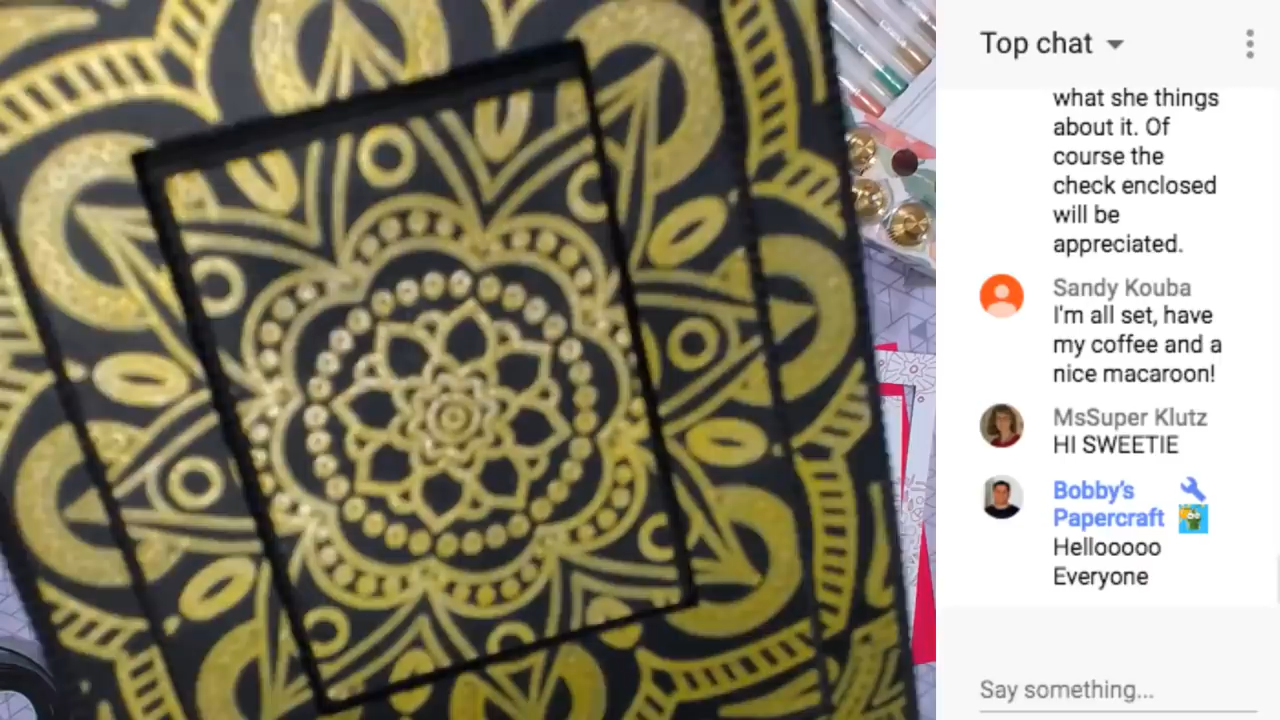 Top chat
what she things
about it. Of
course the
check enclosed
will be
appreciated.
Sandy Kouba
I'm all set, have
my coffee and a
nice macaroon!
MsSuper Klutz
HI SWEETIE
Bobby's
Papercraft
Hellooooo
Everyone
Say something...